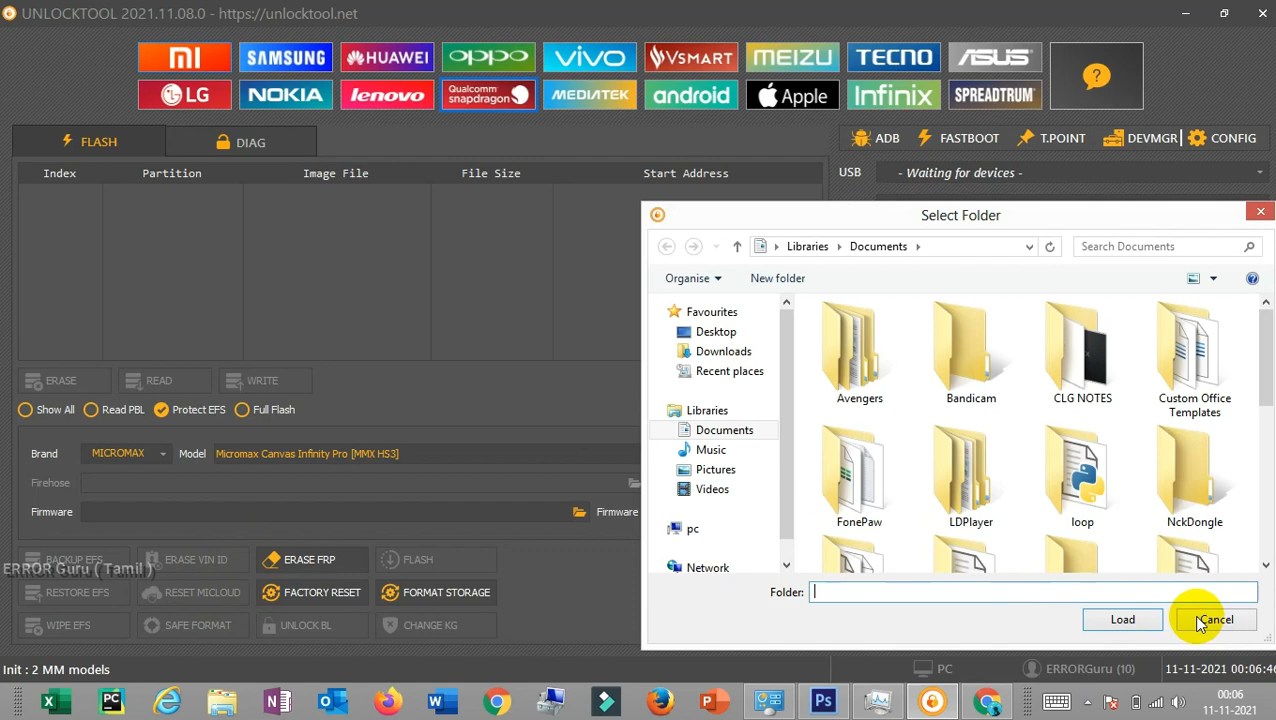 UNLOCKTOOL 2021.11.08.0 - https://unlocktool.net
SAMSUNG HUAWEI oppo vivo VSMART MEIZU TECNO ASUS
LG NOKIA lenovo Qualcomm snapdragon MEDIATEK android Apple Infinix SPREADTRUM
FLASH DIAG
ADB FASTBOOT T.POINT DEVMGR CONFIG
Index Partition Image File File Size Start Address
USB - Waiting for devices -
Select Folder
Libraries Documents
Search Documents
Organise New folder
Favourites
Desktop
Downloads
Recent places
Libraries
Documents
Music
Pictures
Videos
pc
Network
Avengers Bandicam CLG NOTES Custom Office Templates
FonePaw LDPlayer loop NckDongle
Folder:
Load Cancel
ERASE READ WRITE
Show All Read PBL Protect EFS Full Flash
Brand MICROMAX Model Micromax Canvas Infinity Pro [MMX HS3]
Firehose
Firmware Firmware
BACKUP EFS ERASE VIN ID ERASE FRP FLASH
ERROR Guru ( Tamil )
RESTORE EFS RESET MICLOUD FACTORY RESET FORMAT STORAGE
WIPE EFS SAFE FORMAT UNLOCK BL CHANGE KG
Init : 2 MM models
PC ERRORGuru (10) 11-11-2021 00:06:46
00:06
11-11-2021